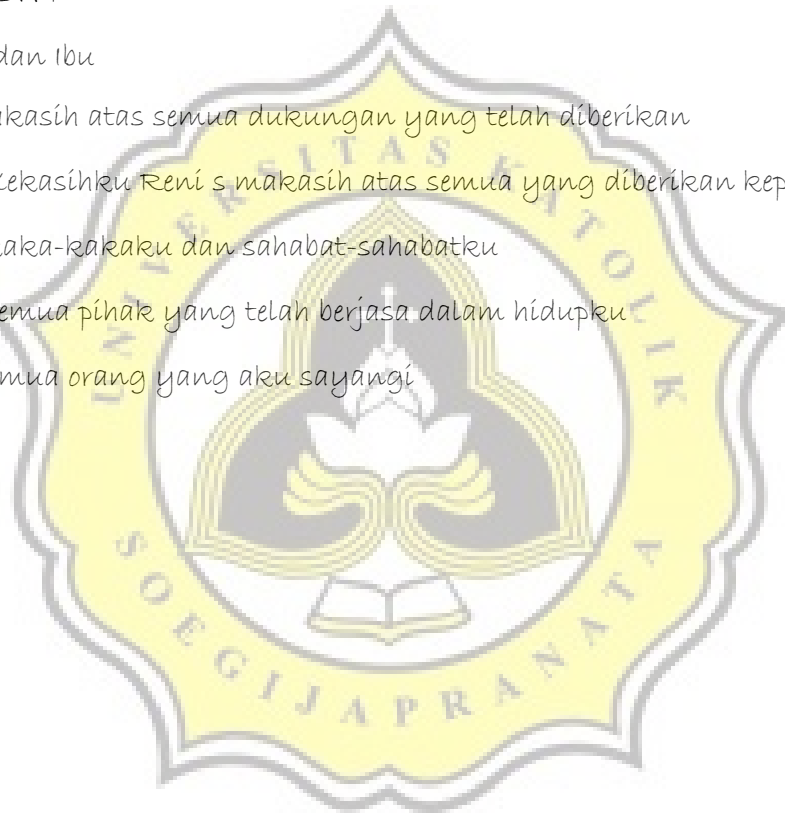 dan Ibu
kasih atas semua dukungan yang telah diberikan
Kekasihku Reni s makasih atas semua yang diberikan kep
aka-kakaku dan sahabat-sahabatku
emua pihak yang telah berjasa dalam hidupku
mua orang yang aku sayangi
UNIVERSITAS KATOLIK
SOEGIJAPRANATA